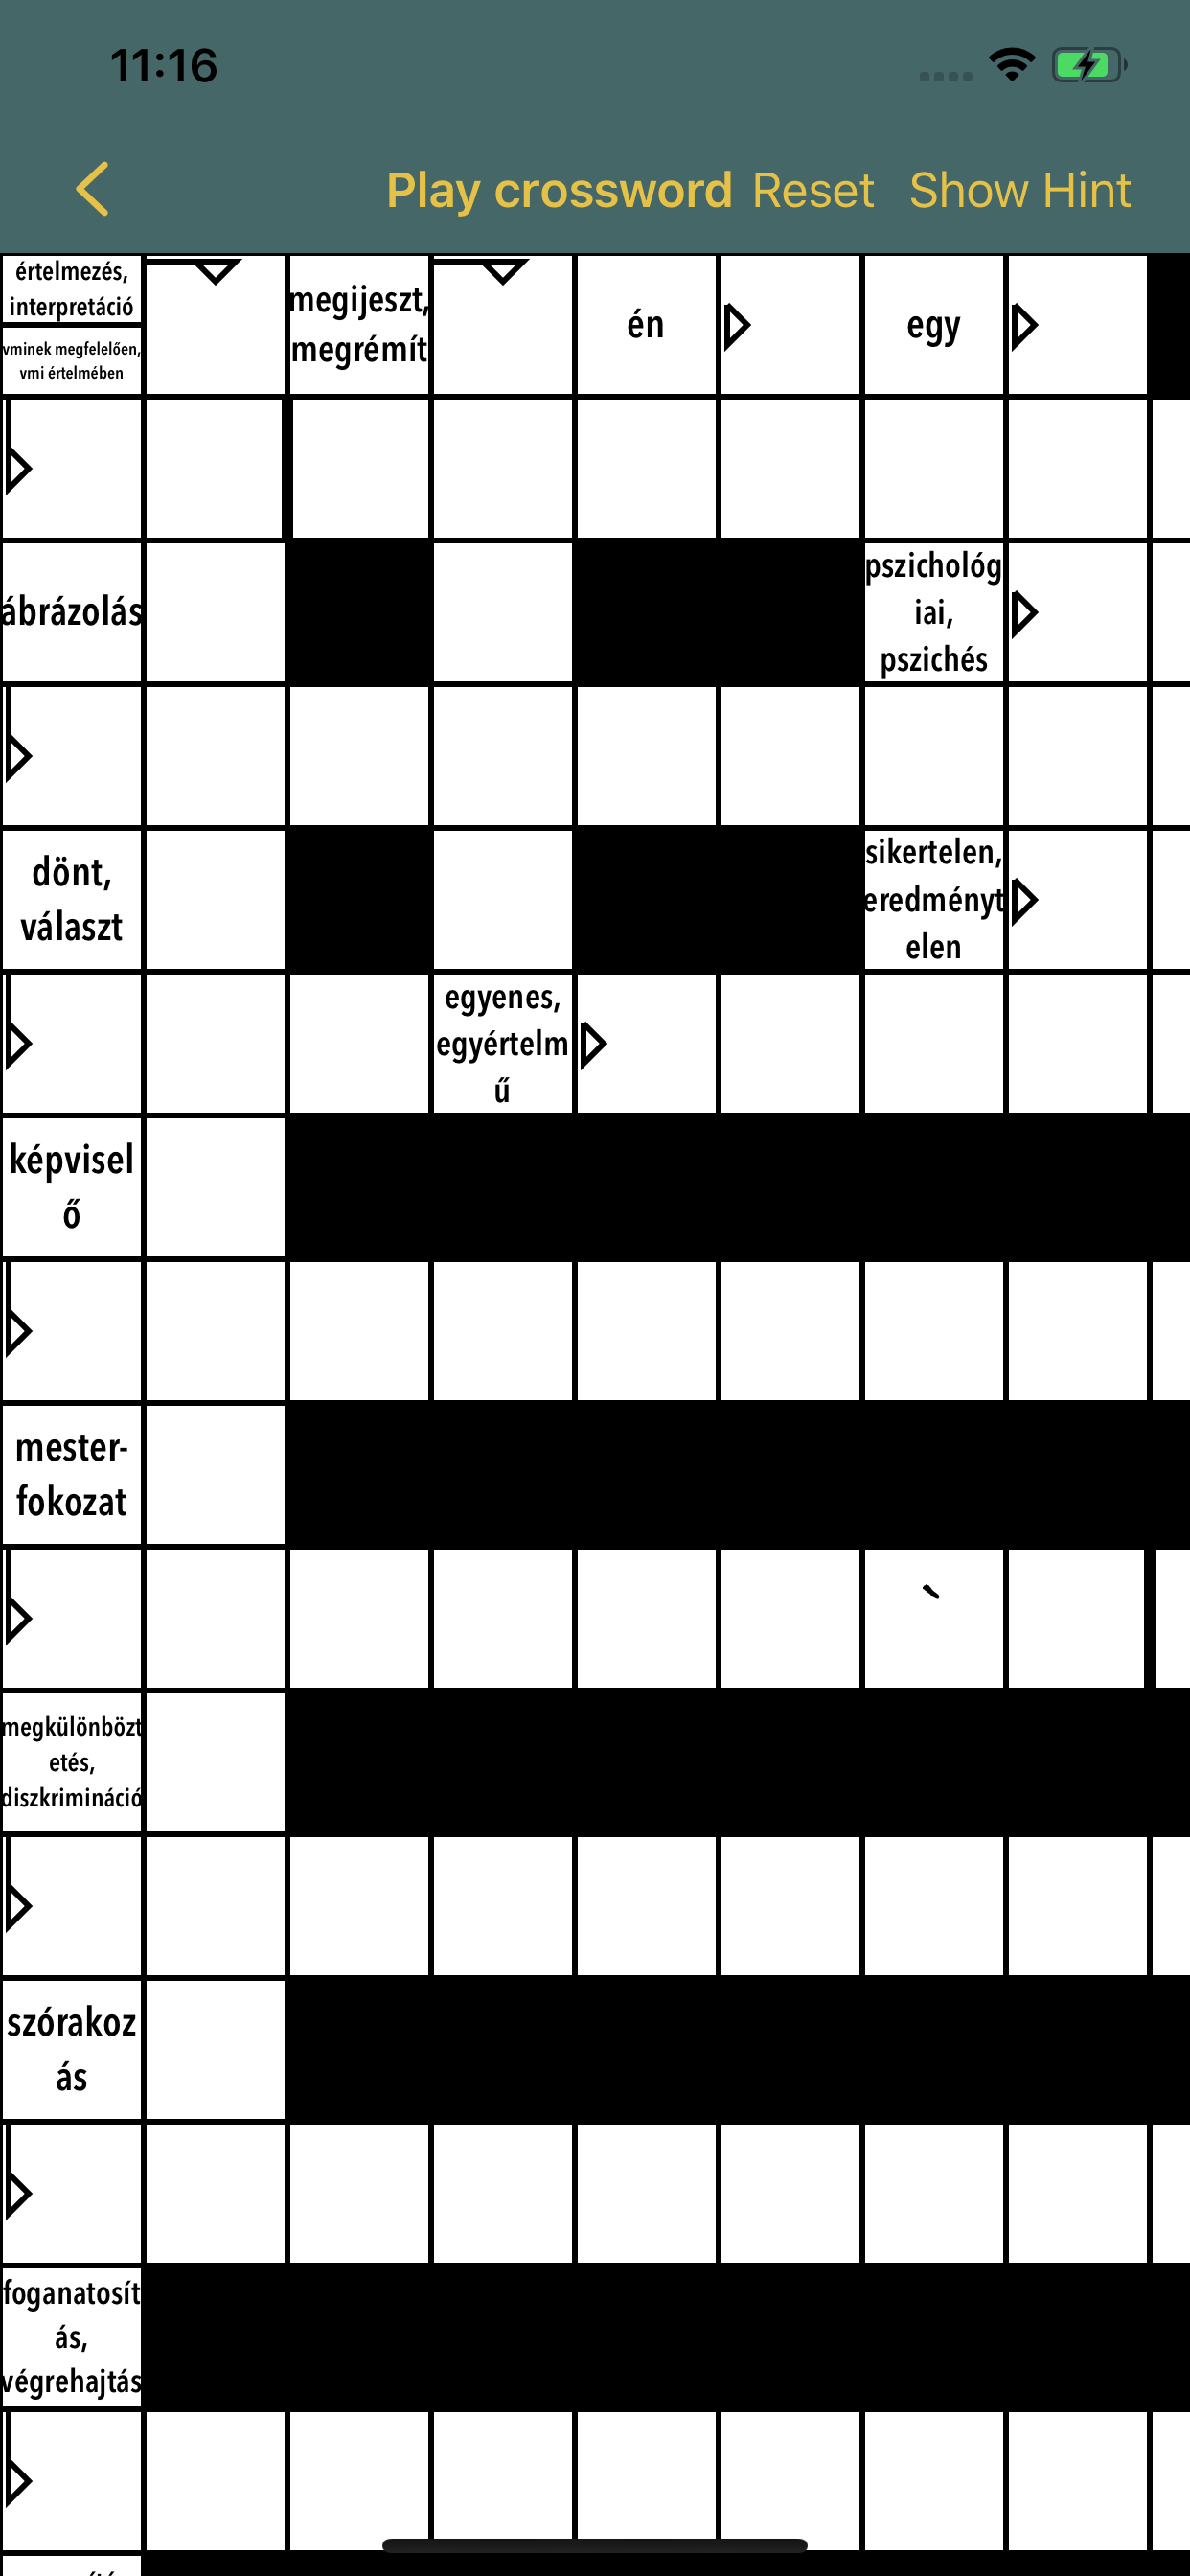 11:16
Play crossword Reset Show Hint
értelmezés,
interpretáció
vminek megfelelően,
vmi értelmében
megijeszt,
megrémít
én
egy
ábrázolás
pszichológ
iai,
pszichés
dönt,
választ
sikertelen,
eredményt
elen
egyenes,
egyértelm
ű
képvisel
ő
mester-
fokozat
megkülönbözt
etés,
diszkrimináció
szórakoz
ás
foganatosít
ás,
végrehajtás